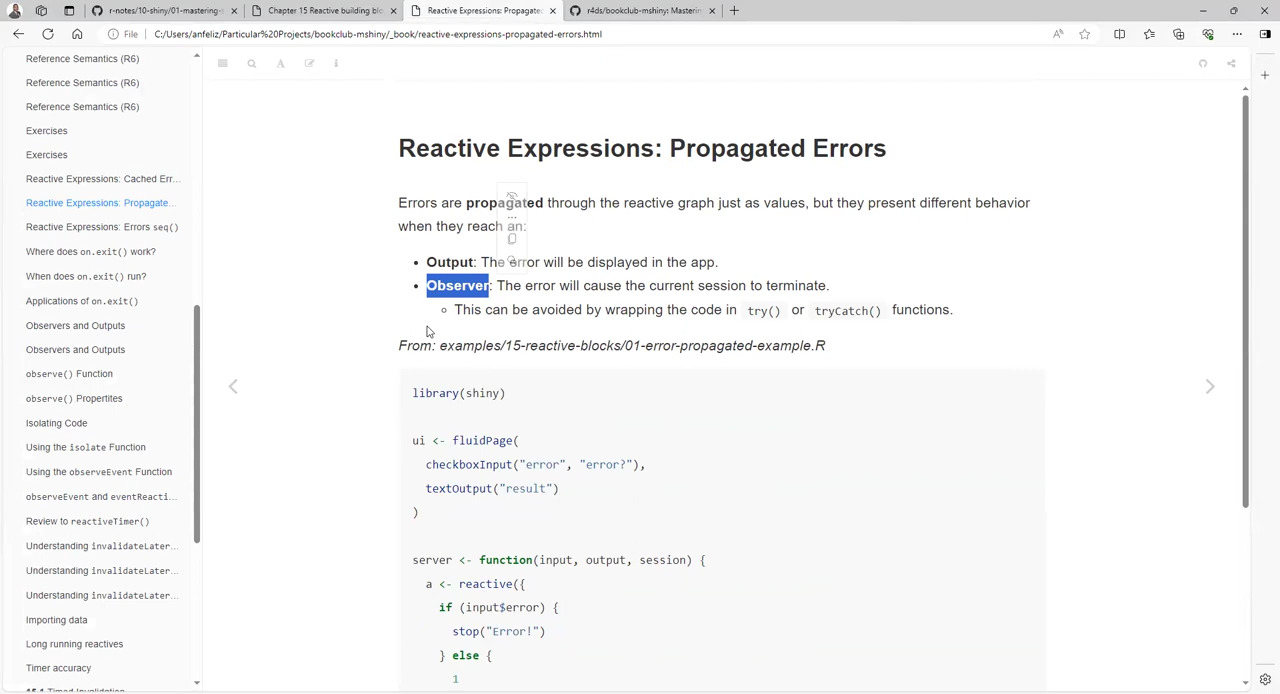 r-notes/10-shiny/01-mastering-s
Chapter 15 Reactive building blo
Reactive Expressions: Propagated
r4ds/bookclub-mshiny: Masterin
File
C:/Users/anfeliz/Particular%20Projects/bookclub-mshiny/_book/reactive-expressions-propagated-errors.html
Reference Semantics (R6)
Reference Semantics (R6)
Reference Semantics (R6)
Exercises
Exercises
Reactive Expressions: Cached Err...
Reactive Expressions: Propagate...
Reactive Expressions: Errors seq()
Where does on.exit() work?
When does on.exit() run?
Applications of on.exit()
Observers and Outputs
Observers and Outputs
observe() Function
observe() Propertites
Isolating Code
Using the isolate Function
Using the observeEvent Function
observeEvent and eventReacti...
Review to reactiveTimer()
Understanding invalidateLater...
Understanding invalidateLater...
Understanding invalidateLater...
Importing data
Long running reactives
Timer accuracy
15.1 Timed Invalidation
Reactive Expressions: Propagated Errors
Errors are propagated through the reactive graph just as values, but they present different behavior
when they reach an:
Output: The error will be displayed in the app.
Observer: The error will cause the current session to terminate.
This can be avoided by wrapping the code in try() or tryCatch() functions.
From: examples/15-reactive-blocks/01-error-propagated-example.R
library(shiny)
ui <- fluidPage(
checkboxInput("error", "error?"),
textOutput("result")
)
server <- function(input, output, session) {
a <- reactive({
if (input$error) {
stop("Error!")
} else {
1